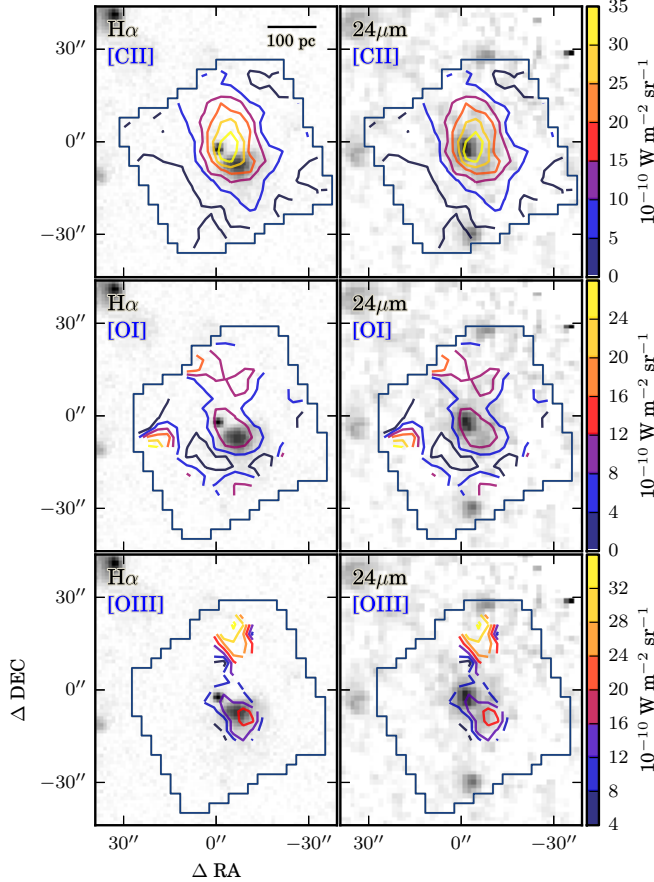 Hα
[CII]
100 pc
24μm
[CII]
30′′
0′′
−30′′
35
30
25
20
15
10
5
0
10⁻¹⁰ W m⁻² sr⁻¹
Hα
[OI]
24μm
[OI]
30′′
0′′
−30′′
24
20
16
12
8
4
0
10⁻¹⁰ W m⁻² sr⁻¹
Hα
[OIII]
24μm
[OIII]
30′′
0′′
−30′′
32
28
24
20
16
12
8
4
10⁻¹⁰ W m⁻² sr⁻¹
Δ DEC
30′′ 0′′ −30′′
30′′ 0′′ −30′′
Δ RA